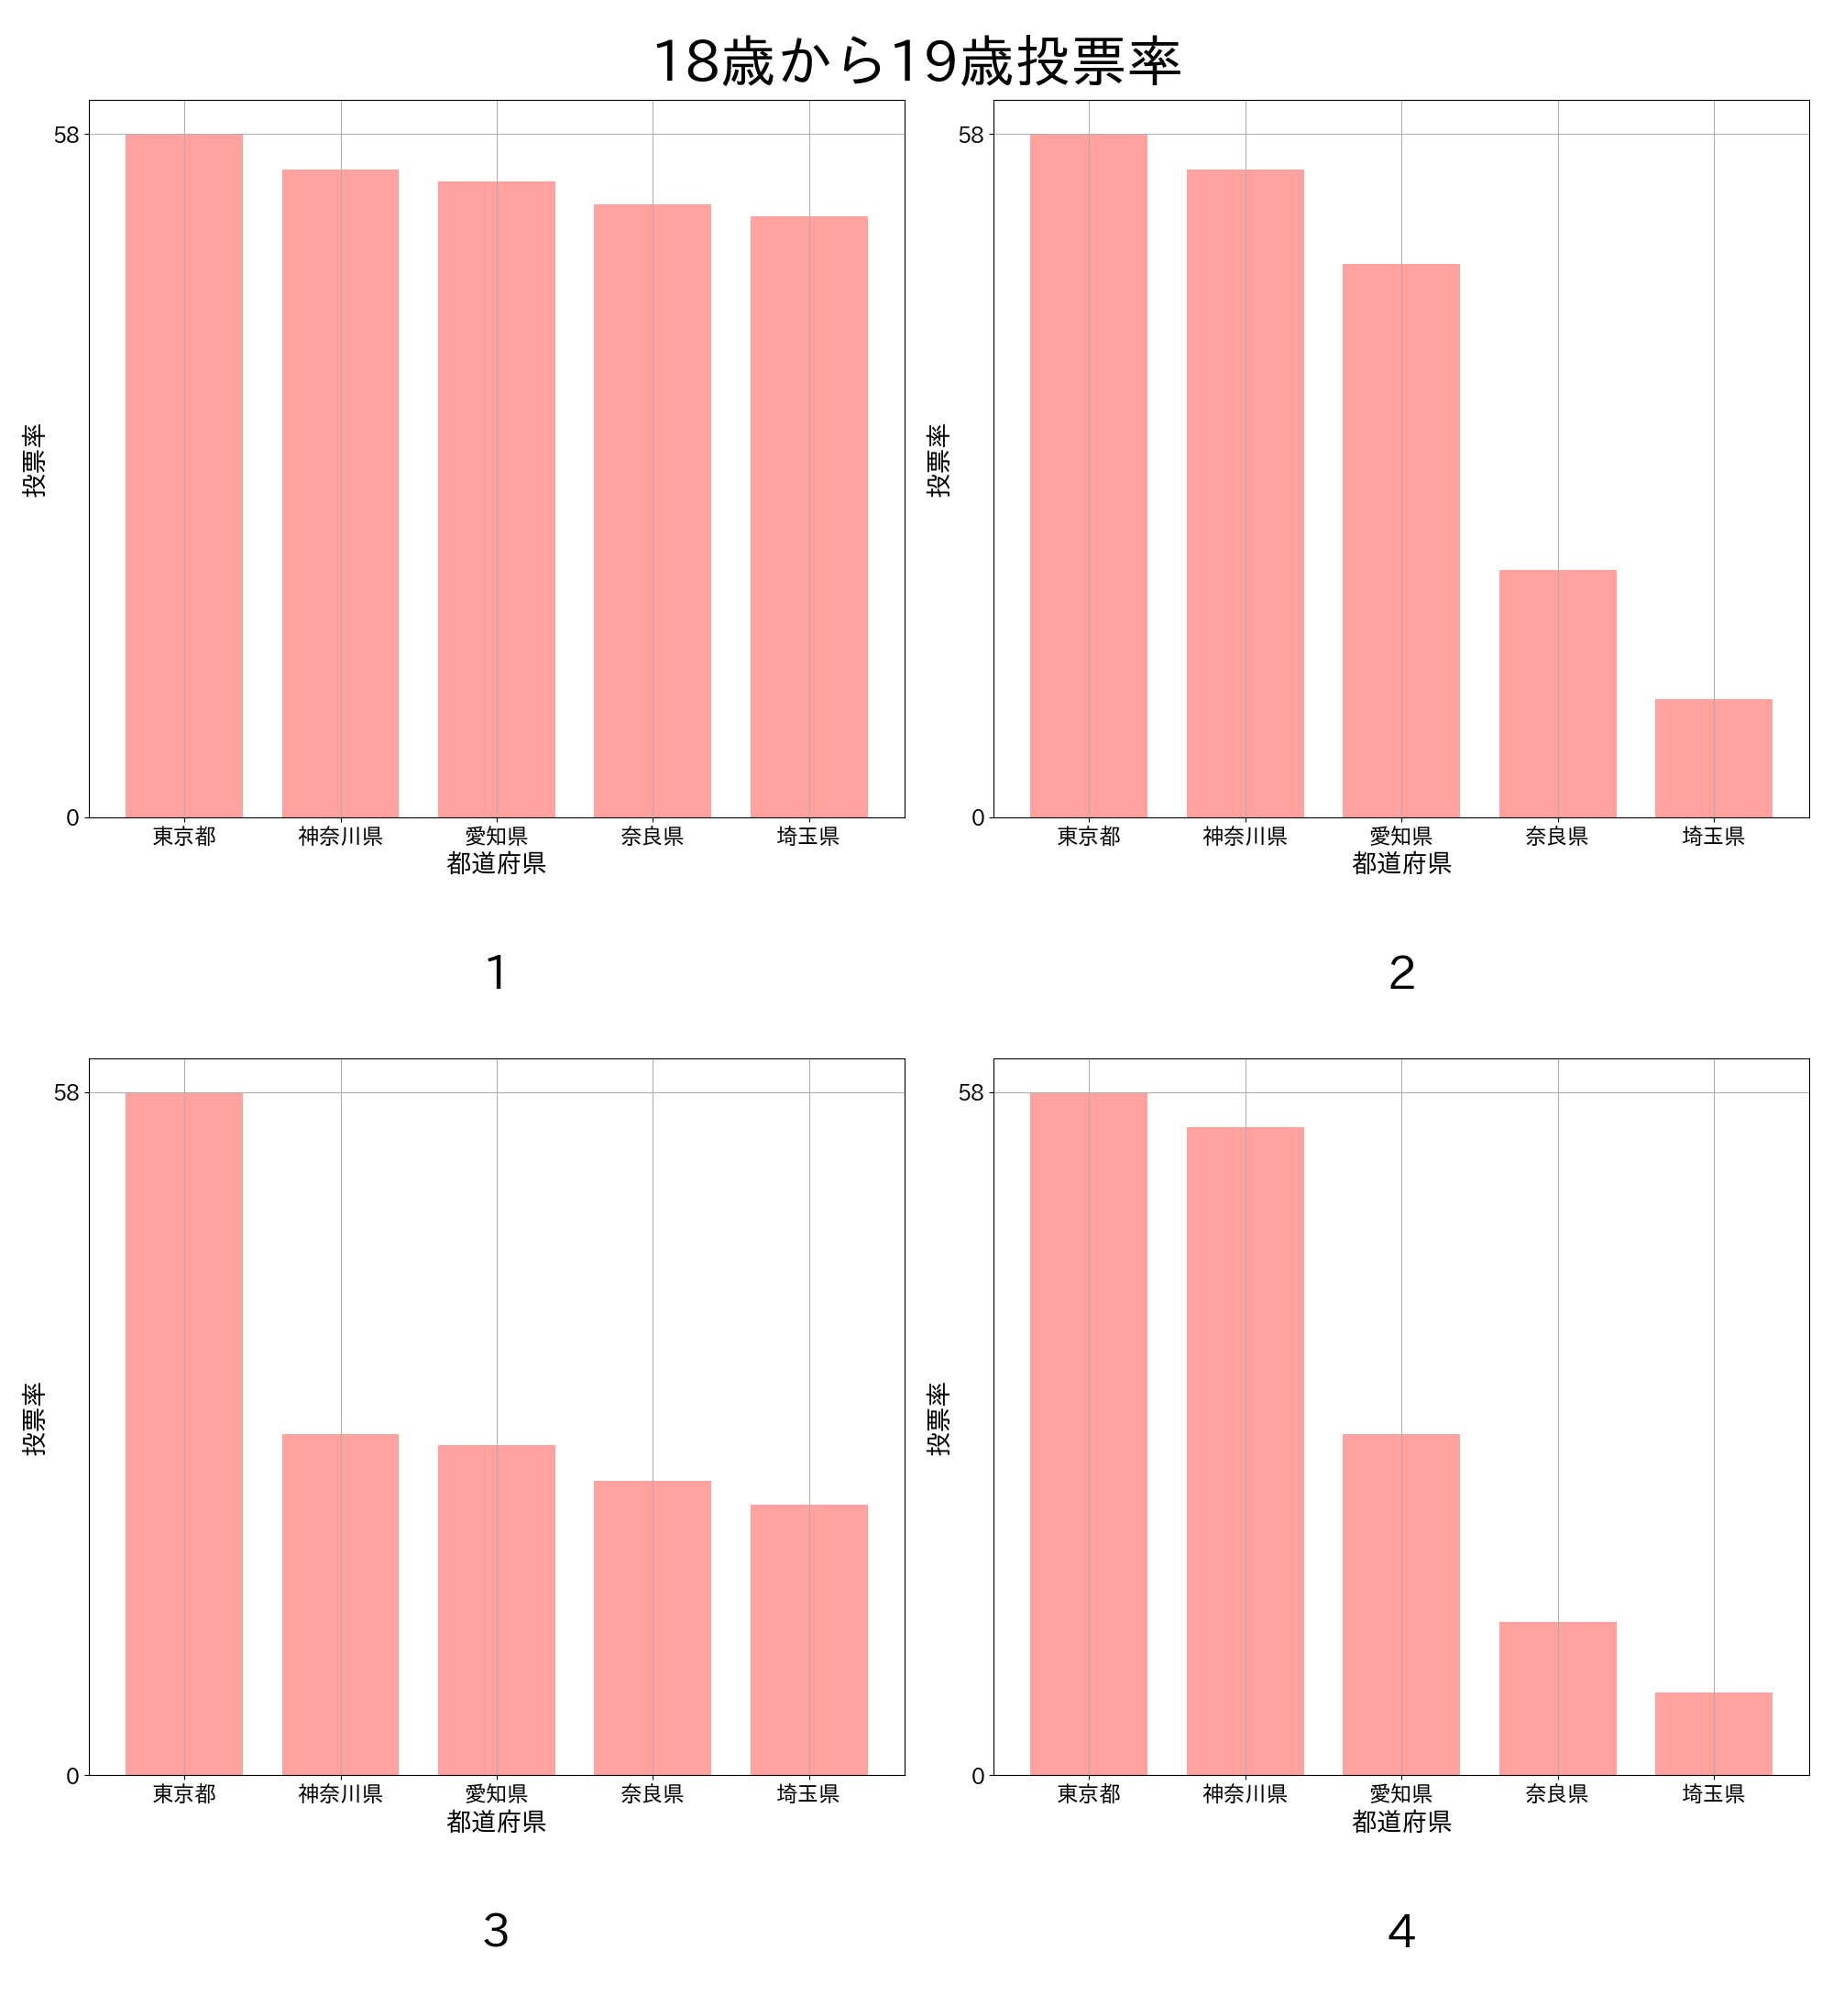 18歳から19歳投票率
58
0
投票率
東京都 神奈川県 愛知県 奈良県 埼玉県
都道府県
1
58
0
投票率
東京都 神奈川県 愛知県 奈良県 埼玉県
都道府県
2
58
0
投票率
東京都 神奈川県 愛知県 奈良県 埼玉県
都道府県
3
58
0
投票率
東京都 神奈川県 愛知県 奈良県 埼玉県
都道府県
4